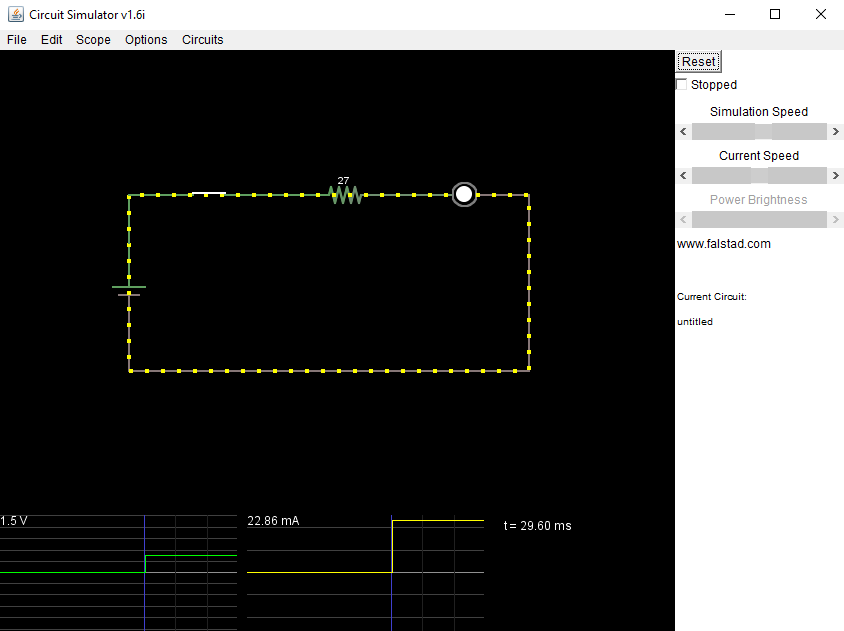 Circuit Simulator v1.6i
File Edit Scope Options Circuits
Reset
Stopped
Simulation Speed
Current Speed
Power Brightness
www.falstad.com
Current Circuit:
untitled
27
1.5 V
22.86 mA
t = 29.60 ms